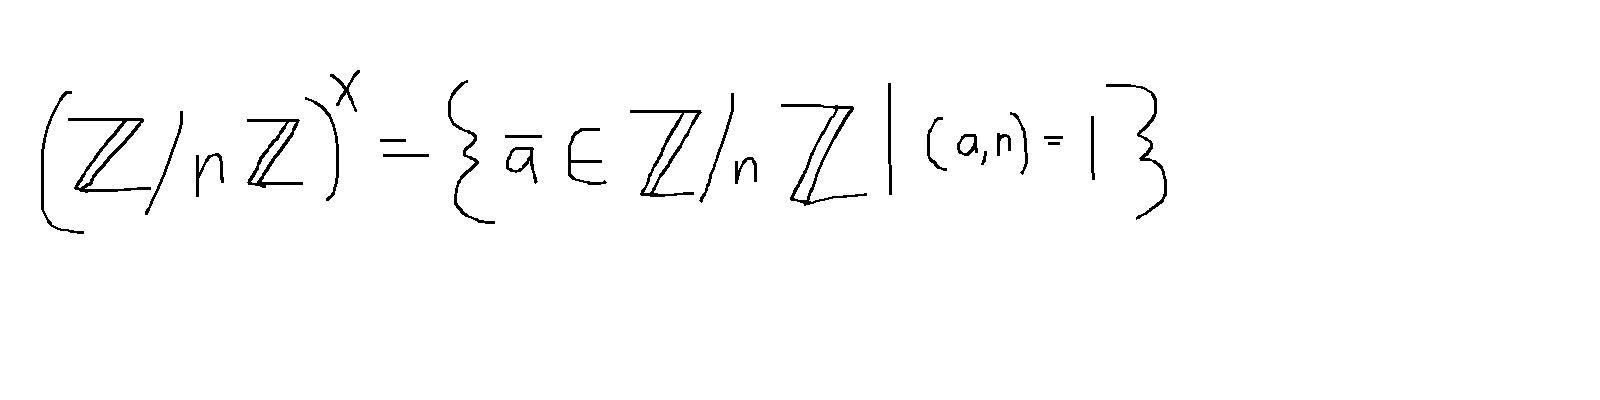 (ℤ/nℤ)^× = {a̅ ∈ ℤ/nℤ | (a,n) = 1}